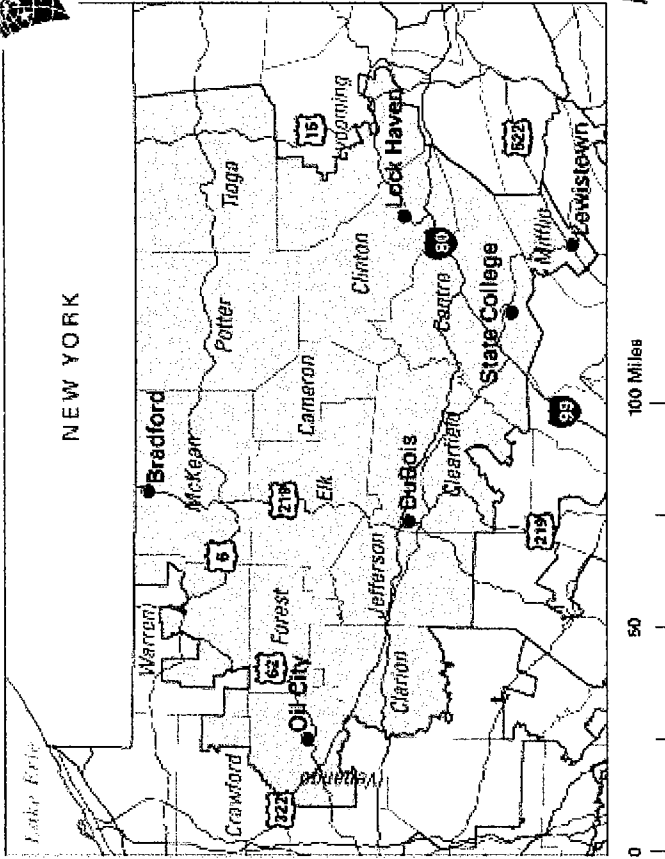 NEW YORK
Lake Erie
Bradford
Warren
McKean
Potter
Tioga
6
15
Crawford
62
Forest
219
Elk
Cameron
Clinton
Lycoming
Oil City
322
Venango
Clarion
Jefferson
DuBois
Clearfield
Centre
80
Lock Haven
State College
Mifflin
522
Lewistown
219
99
0
50
100 Miles